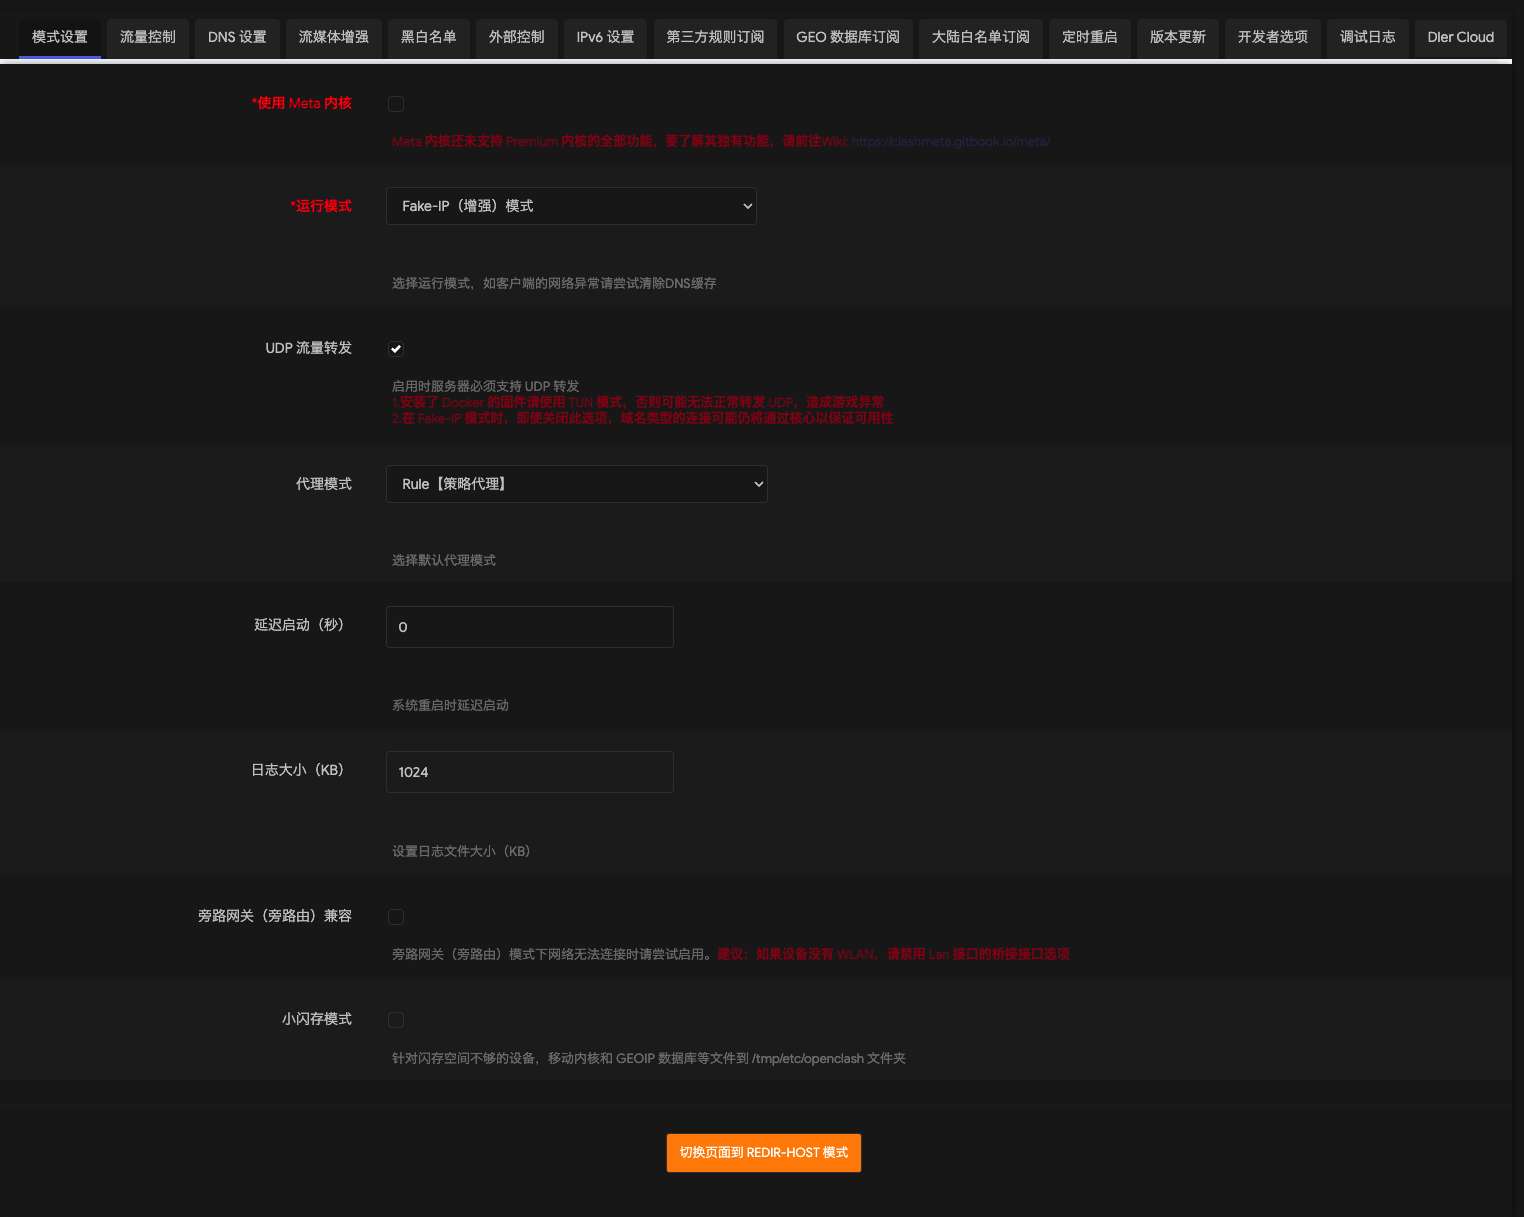 模式设置 流量控制 DNS 设置 流媒体增强 黑白名单 外部控制 IPv6 设置 第三方规则订阅 GEO 数据库订阅 大陆白名单订阅 定时重启 版本更新 开发者选项 调试日志 Dler Cloud
*使用 Meta 内核
Meta 内核还未支持 Premium 内核的全部功能，要了解其独有功能，请前往Wiki: https://clashmeta.gitbook.io/meta/
*运行模式 Fake-IP（增强）模式
选择运行模式，如客户端的网络异常请尝试清除DNS缓存
UDP 流量转发
启用时服务器必须支持 UDP 转发
1.安装了 Docker 的固件请使用 TUN 模式，否则可能无法正常转发 UDP，造成游戏异常
2.在 Fake-IP 模式时，即使关闭此选项，域名类型的连接可能仍将通过核心以保证可用性
代理模式 Rule【策略代理】
选择默认代理模式
延迟启动（秒） 0
系统重启时延迟启动
日志大小（KB） 1024
设置日志文件大小（KB）
旁路网关（旁路由）兼容
旁路网关（旁路由）模式下网络无法连接时请尝试启用。建议：如果设备没有 WLAN，请禁用 Lan 接口的桥接接口选项
小闪存模式
针对闪存空间不够的设备，移动内核和 GEOIP 数据库等文件到 /tmp/etc/openclash 文件夹
切换页面到 REDIR-HOST 模式